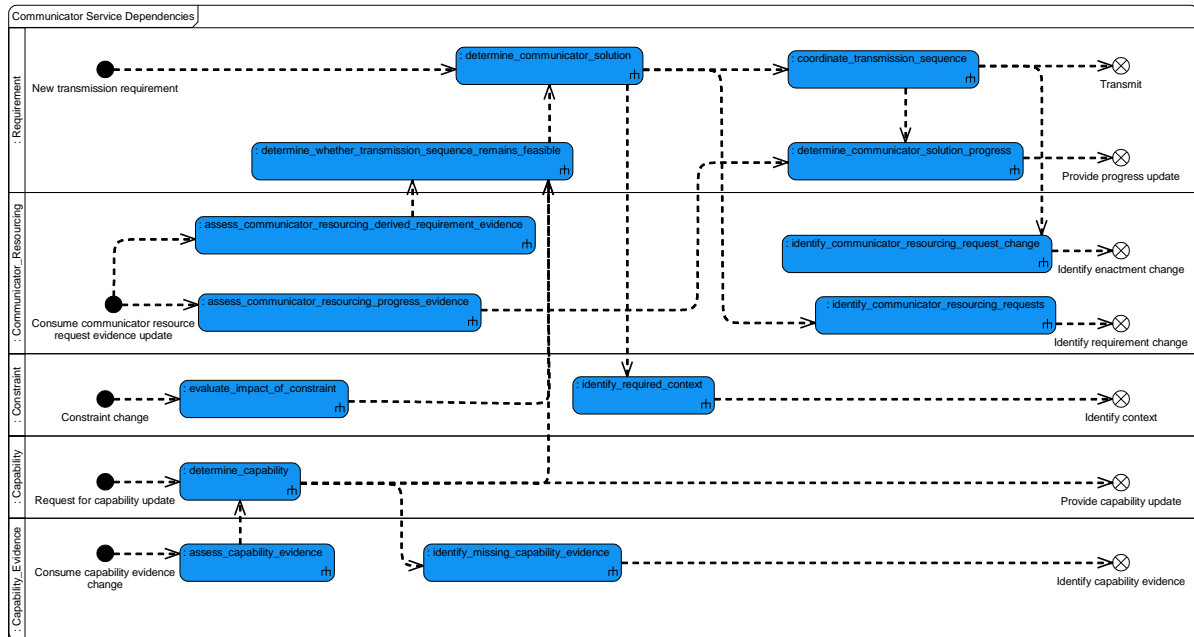 Communicator Service Dependencies
: Requirement
New transmission requirement
: determine_communicator_solution
: coordinate_transmission_sequence
Transmit
: determine_whether_transmission_sequence_remains_feasible
: determine_communicator_solution_progress
Provide progress update
: Communicator_Resourcing
: assess_communicator_resourcing_derived_requirement_evidence
: identify_communicator_resourcing_request_change
Identify enactment change
Consume communicator resource
request evidence update
: assess_communicator_resourcing_progress_evidence
: identify_communicator_resourcing_requests
Identify requirement change
: Constraint
Constraint change
: evaluate_impact_of_constraint
: identify_required_context
Identify context
: Capability
Request for capability update
: determine_capability
Provide capability update
: Capability_Evidence
Consume capability evidence
change
: assess_capability_evidence
: identify_missing_capability_evidence
Identify capability evidence